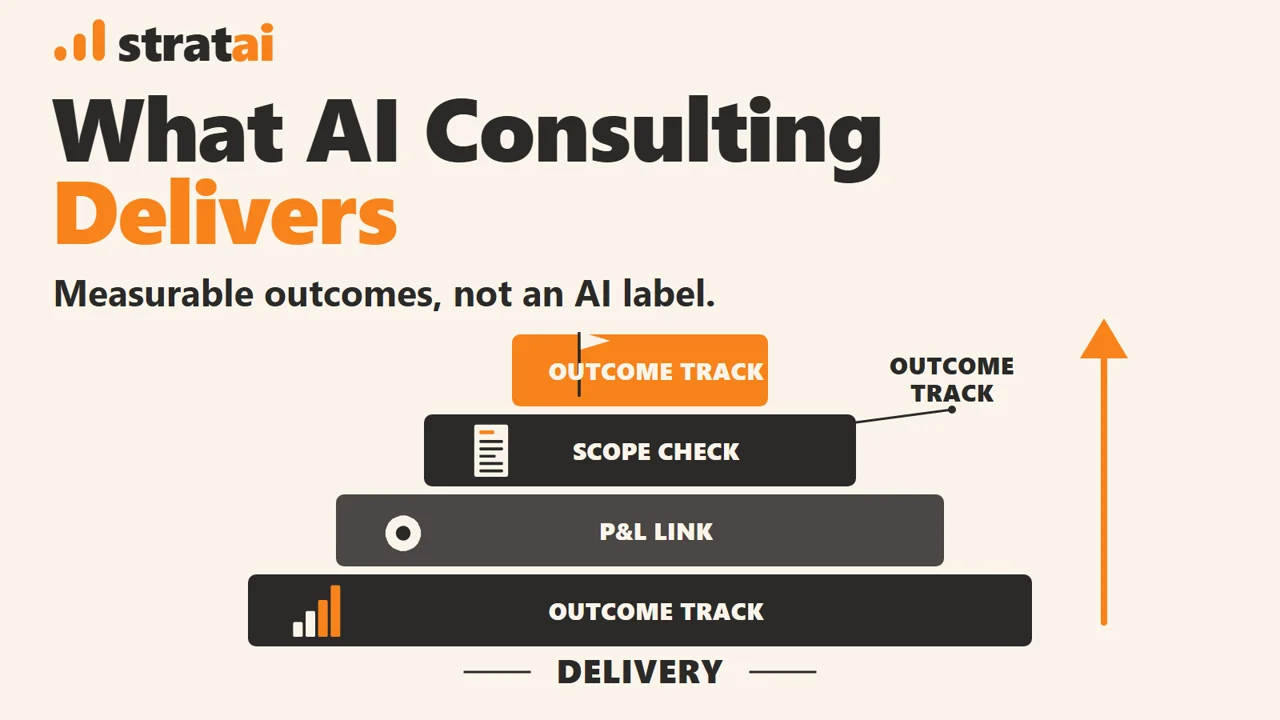 stratai
What AI Consulting
Delivers
Measurable outcomes, not an AI label.
OUTCOME TRACK
OUTCOME
TRACK
SCOPE CHECK
P&L LINK
OUTCOME TRACK
DELIVERY